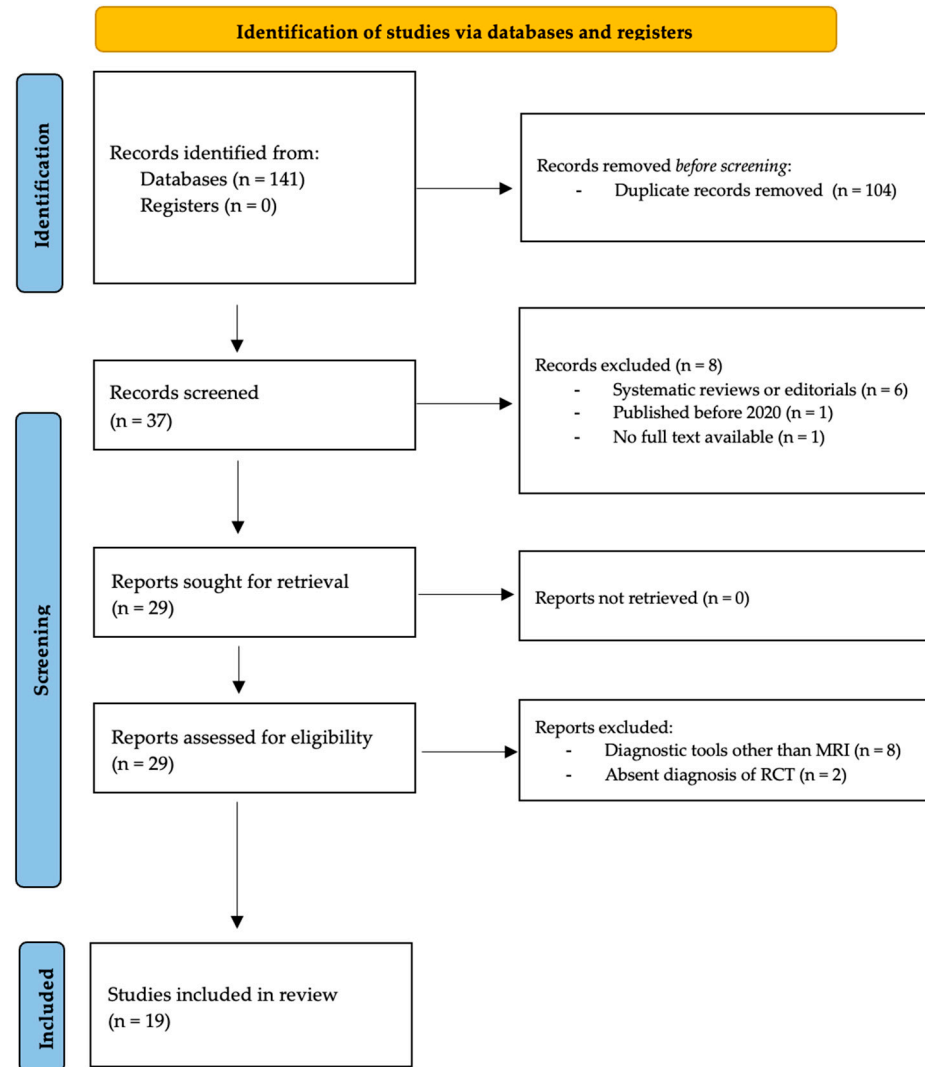 Identification of studies via databases and registers
Identification
Records identified from:
Databases (n = 141)
Registers (n = 0)
Records removed before screening:
- Duplicate records removed (n = 104)
Screening
Records screened
(n = 37)
Records excluded (n = 8)
- Systematic reviews or editorials (n = 6)
- Published before 2020 (n = 1)
- No full text available (n = 1)
Reports sought for retrieval
(n = 29)
Reports not retrieved (n = 0)
Reports assessed for eligibility
(n = 29)
Reports excluded:
- Diagnostic tools other than MRI (n = 8)
- Absent diagnosis of RCT (n = 2)
Included
Studies included in review
(n = 19)